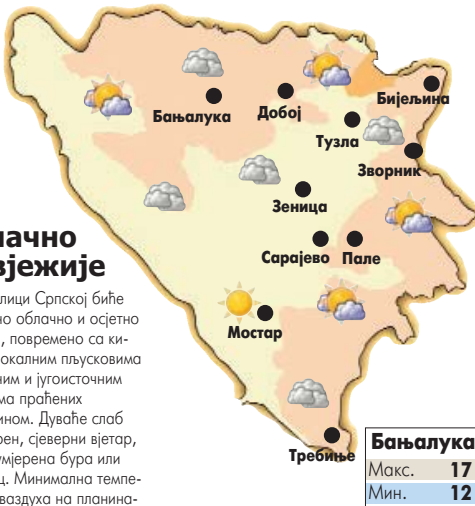 Бијељина
Бањалука
Добој
Тузла
Зворник
Зеница
Сарајево Пале
Мостар
Требиње
лачно
вјежије
лици Српској биће
но облачно и осјетно
, повремено са ки-
окалним пљусковима
ним и југоисточним
ма праћених
ином. Дуваће слаб
рен, сјеверни вјетар,
умјерена бура или
ц. Минимална темпе-
ваздуха на планина-
Бањалука
Макс. 17
Мин. 12